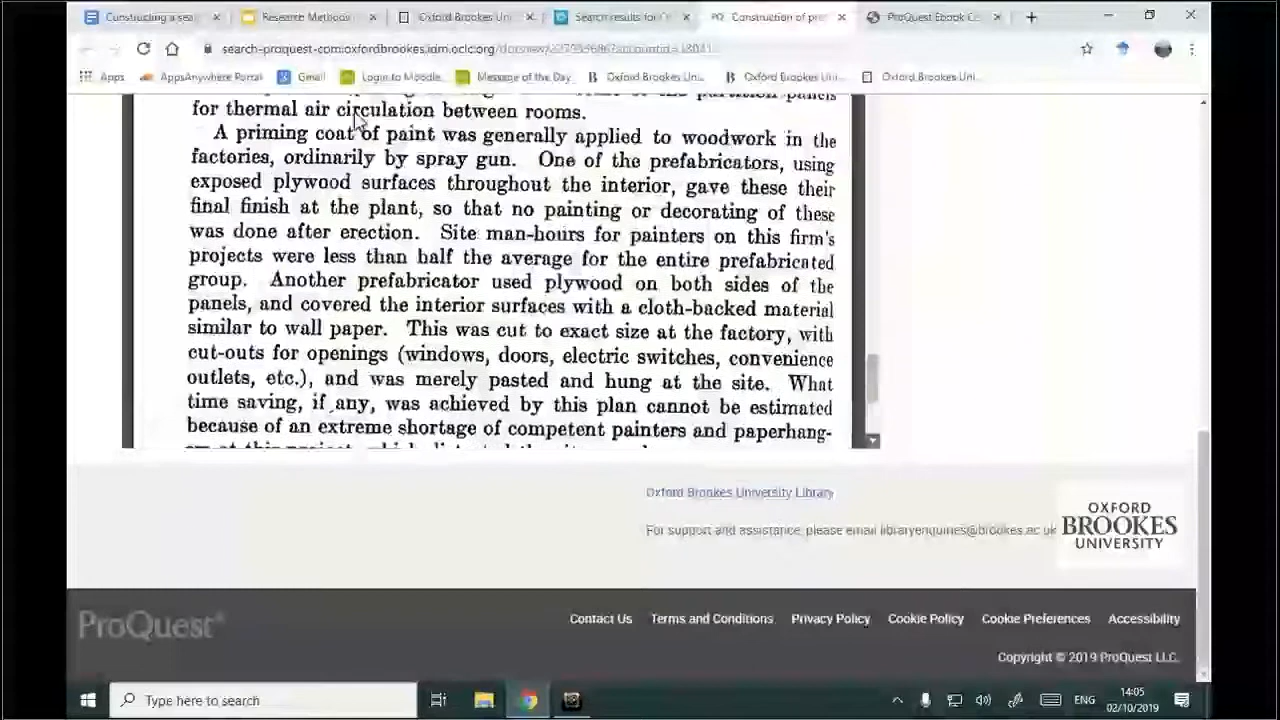 Constructing a sea
Research Methods
Oxford Brookes Un
Search results for
Construction of pre
ProQuest Ebook Ce
search-proquest-com.oxfordbrookes.idm.oclc.org/docview/
Apps
AppsAnywhere Portal
Gmail
Login to Moodle
Message of the Day
Oxford Brookes Uni...
Oxford Brookes Uni...
Oxford Brookes Uni...
for thermal air circulation between rooms.
A priming coat of paint was generally applied to woodwork in the
factories, ordinarily by spray gun. One of the prefabricators, using
exposed plywood surfaces throughout the interior, gave these their
final finish at the plant, so that no painting or decorating of these
was done after erection. Site man-hours for painters on this firm's
projects were less than half the average for the entire prefabricated
group. Another prefabricator used plywood on both sides of the
panels, and covered the interior surfaces with a cloth-backed material
similar to wall paper. This was cut to exact size at the factory, with
cut-outs for openings (windows, doors, electric switches, convenience
outlets, etc.), and was merely pasted and hung at the site. What
time saving, if any, was achieved by this plan cannot be estimated
because of an extreme shortage of competent painters and paperhang-
Oxford Brookes University Library
For support and assistance, please email libraryenquiries@brookes.ac.uk
OXFORD
BROOKES
UNIVERSITY
ProQuest
Contact Us
Terms and Conditions
Privacy Policy
Cookie Policy
Cookie Preferences
Accessibility
Copyright © 2019 ProQuest LLC.
Type here to search
ENG
14:05
02/10/2019